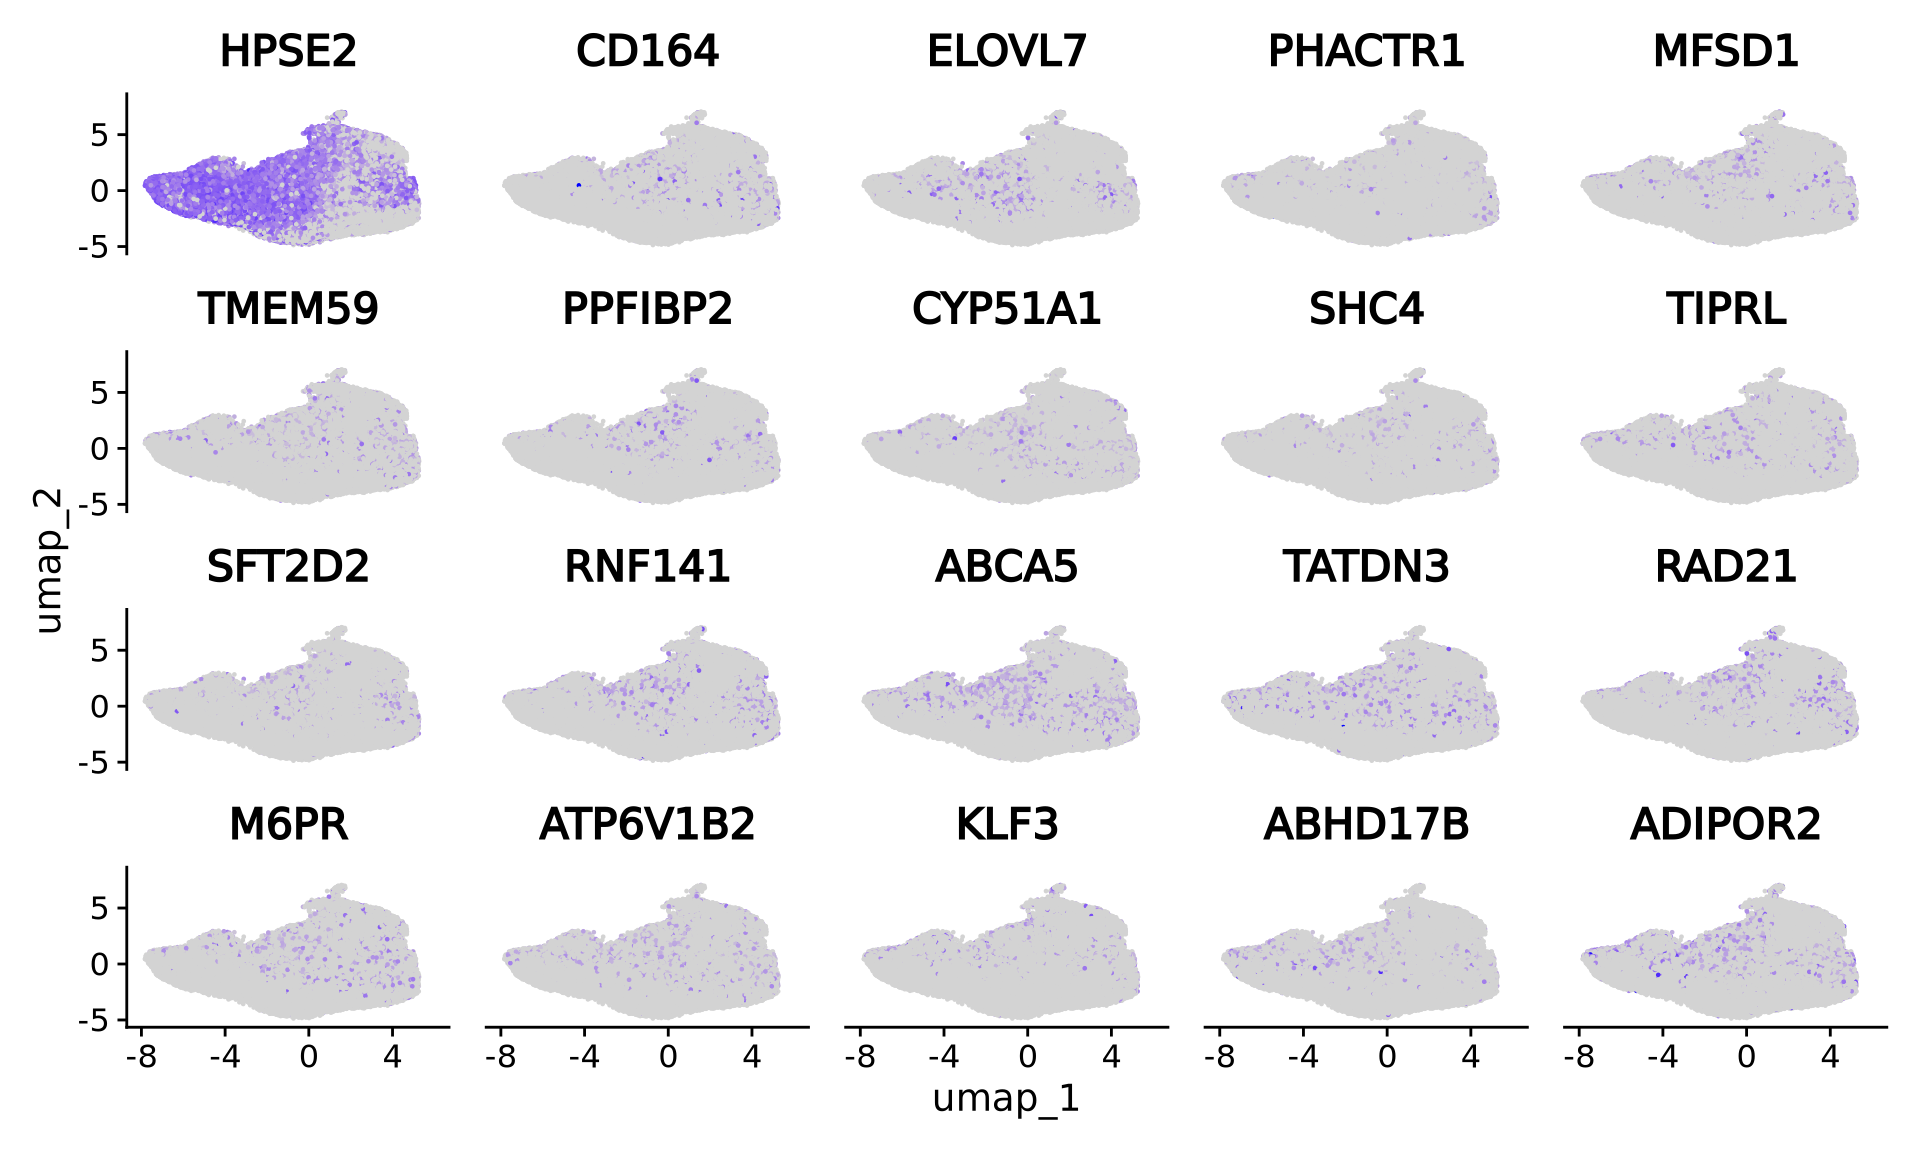 HPSE2 CD164 ELOVL7 PHACTR1 MFSD1
5
0
-5
TMEM59 PPFIBP2 CYP51A1 SHC4 TIPRL
5
0
-5
SFT2D2 RNF141 ABCA5 TATDN3 RAD21
5
0
-5
M6PR ATP6V1B2 KLF3 ABHD17B ADIPOR2
5
0
-5
-8 -4 0 4 -8 -4 0 4 -8 -4 0 4 -8 -4 0 4 -8 -4 0 4
umap_1
umap_2